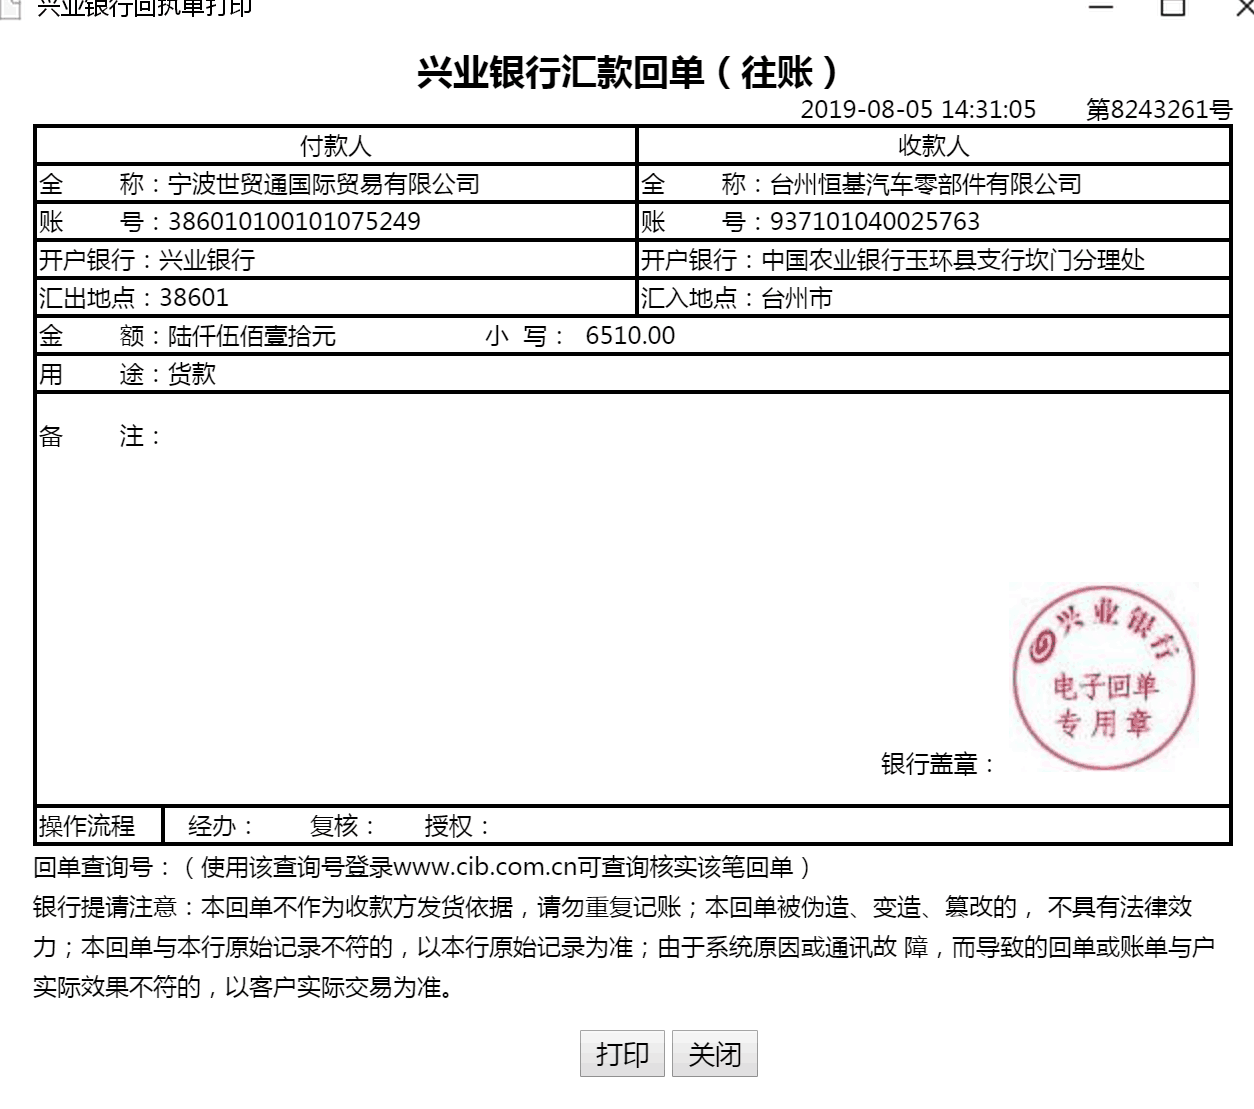 兴业银行回执单打印
兴业银行汇款回单（往账）
2019-08-05 14:31:05 第8243261号
付款人 收款人
全 称：宁波世贸通国际贸易有限公司 全 称：台州恒基汽车零部件有限公司
账 号：386010100101075249 账 号：937101040025763
开户银行：兴业银行 开户银行：中国农业银行玉环县支行坎门分理处
汇出地点：38601 汇入地点：台州市
金 额：陆仟伍佰壹拾元 小 写： 6510.00
用 途：货款
备 注：
兴业银行
电子回单
专用章
银行盖章：
操作流程 经办： 复核： 授权：
回单查询号：（使用该查询号登录www.cib.com.cn可查询核实该笔回单）
银行提请注意：本回单不作为收款方发货依据，请勿重复记账；本回单被伪造、变造、篡改的， 不具有法律效
力；本回单与本行原始记录不符的，以本行原始记录为准；由于系统原因或通讯故 障，而导致的回单或账单与户
实际效果不符的，以客户实际交易为准。
打印 关闭